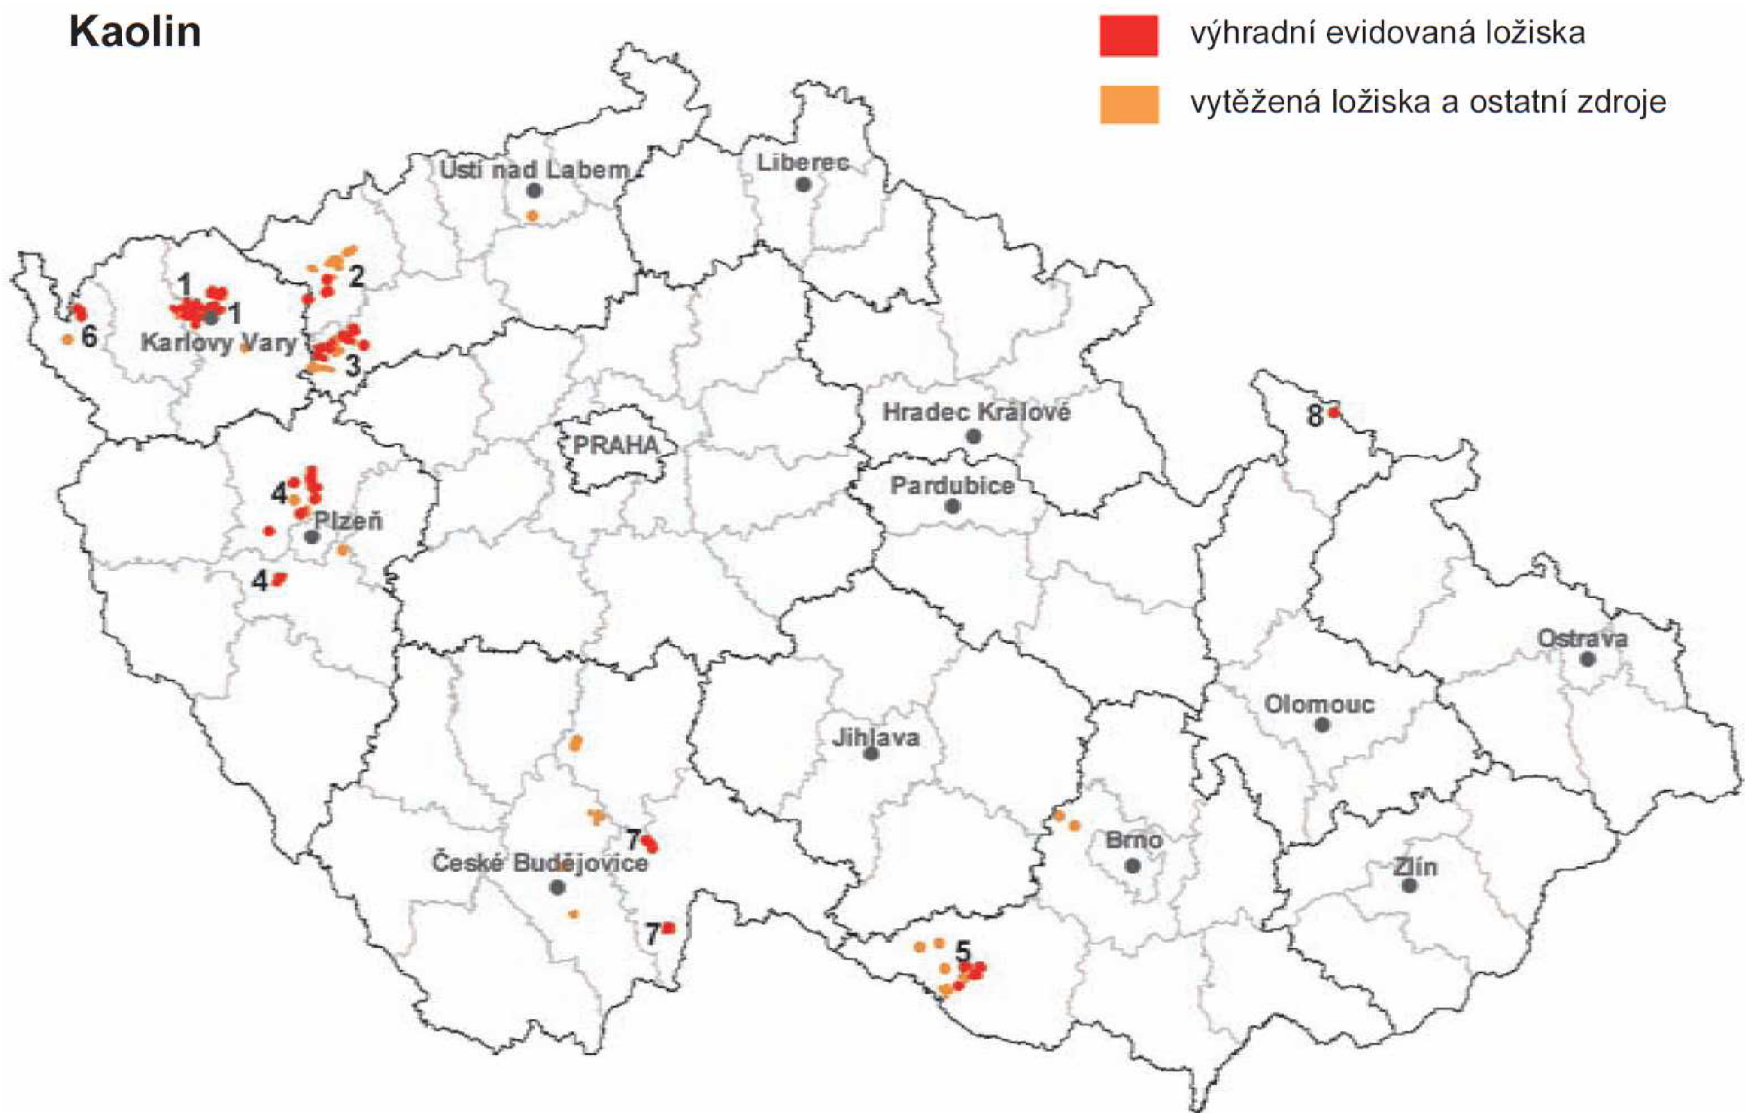 Kaolin
výhradní evidovaná ložiska
vytěžená ložiska a ostatní zdroje
Ústí nad Labem
Liberec
1
2
1
6
Karlovy Vary
3
Hradec Králové
8
PRAHA
Pardubice
4
Plzeň
4
Ostrava
Olomouc
Jihlava
7
Brno
České Budějovice
Zlín
7
5